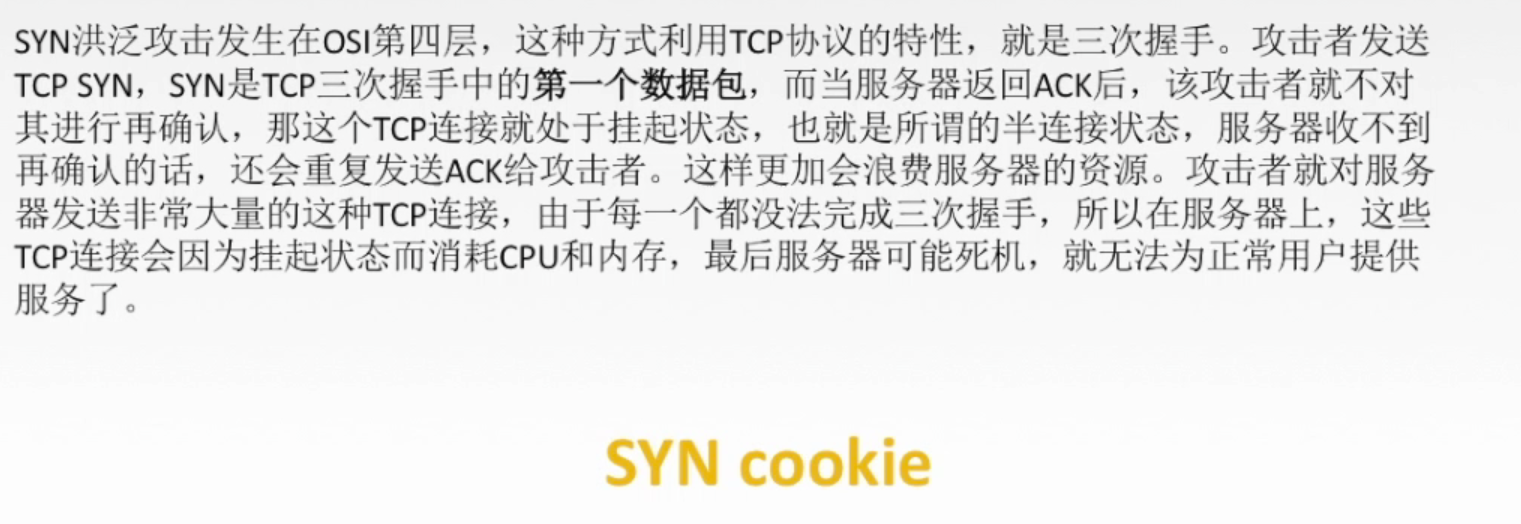 SYN洪泛攻击发生在OSI第四层，这种方式利用TCP协议的特性，就是三次握手。攻击者发送
TCP SYN，SYN是TCP三次握手中的第一个数据包，而当服务器返回ACK后，该攻击者就不对
其进行再确认，那这个TCP连接就处于挂起状态，也就是所谓的半连接状态，服务器收不到
再确认的话，还会重复发送ACK给攻击者。这样更加会浪费服务器的资源。攻击者就对服务
器发送非常大量的这种TCP连接，由于每一个都没法完成三次握手，所以在服务器上，这些
TCP连接会因为挂起状态而消耗CPU和内存，最后服务器可能死机，就无法为正常用户提供
服务了。
SYN cookie